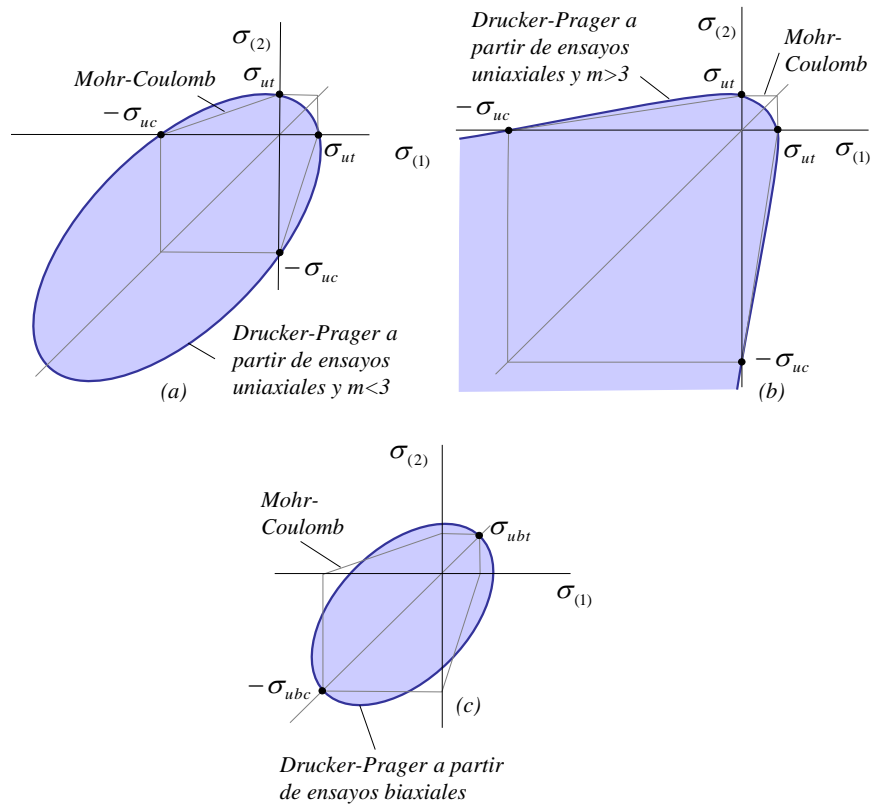 σ(2)
Mohr-Coulomb
σut
−σuc
σut
σ(1)
−σuc
Drucker-Prager a
partir de ensayos
uniaxiales y m<3
(a)
Drucker-Prager a
partir de ensayos
uniaxiales y m>3
σ(2)
Mohr-
Coulomb
σut
−σuc
σut
σ(1)
−σuc
(b)
σ(2)
Mohr-
Coulomb
σubt
σ(1)
−σubc
(c)
Drucker-Prager a partir
de ensayos biaxiales